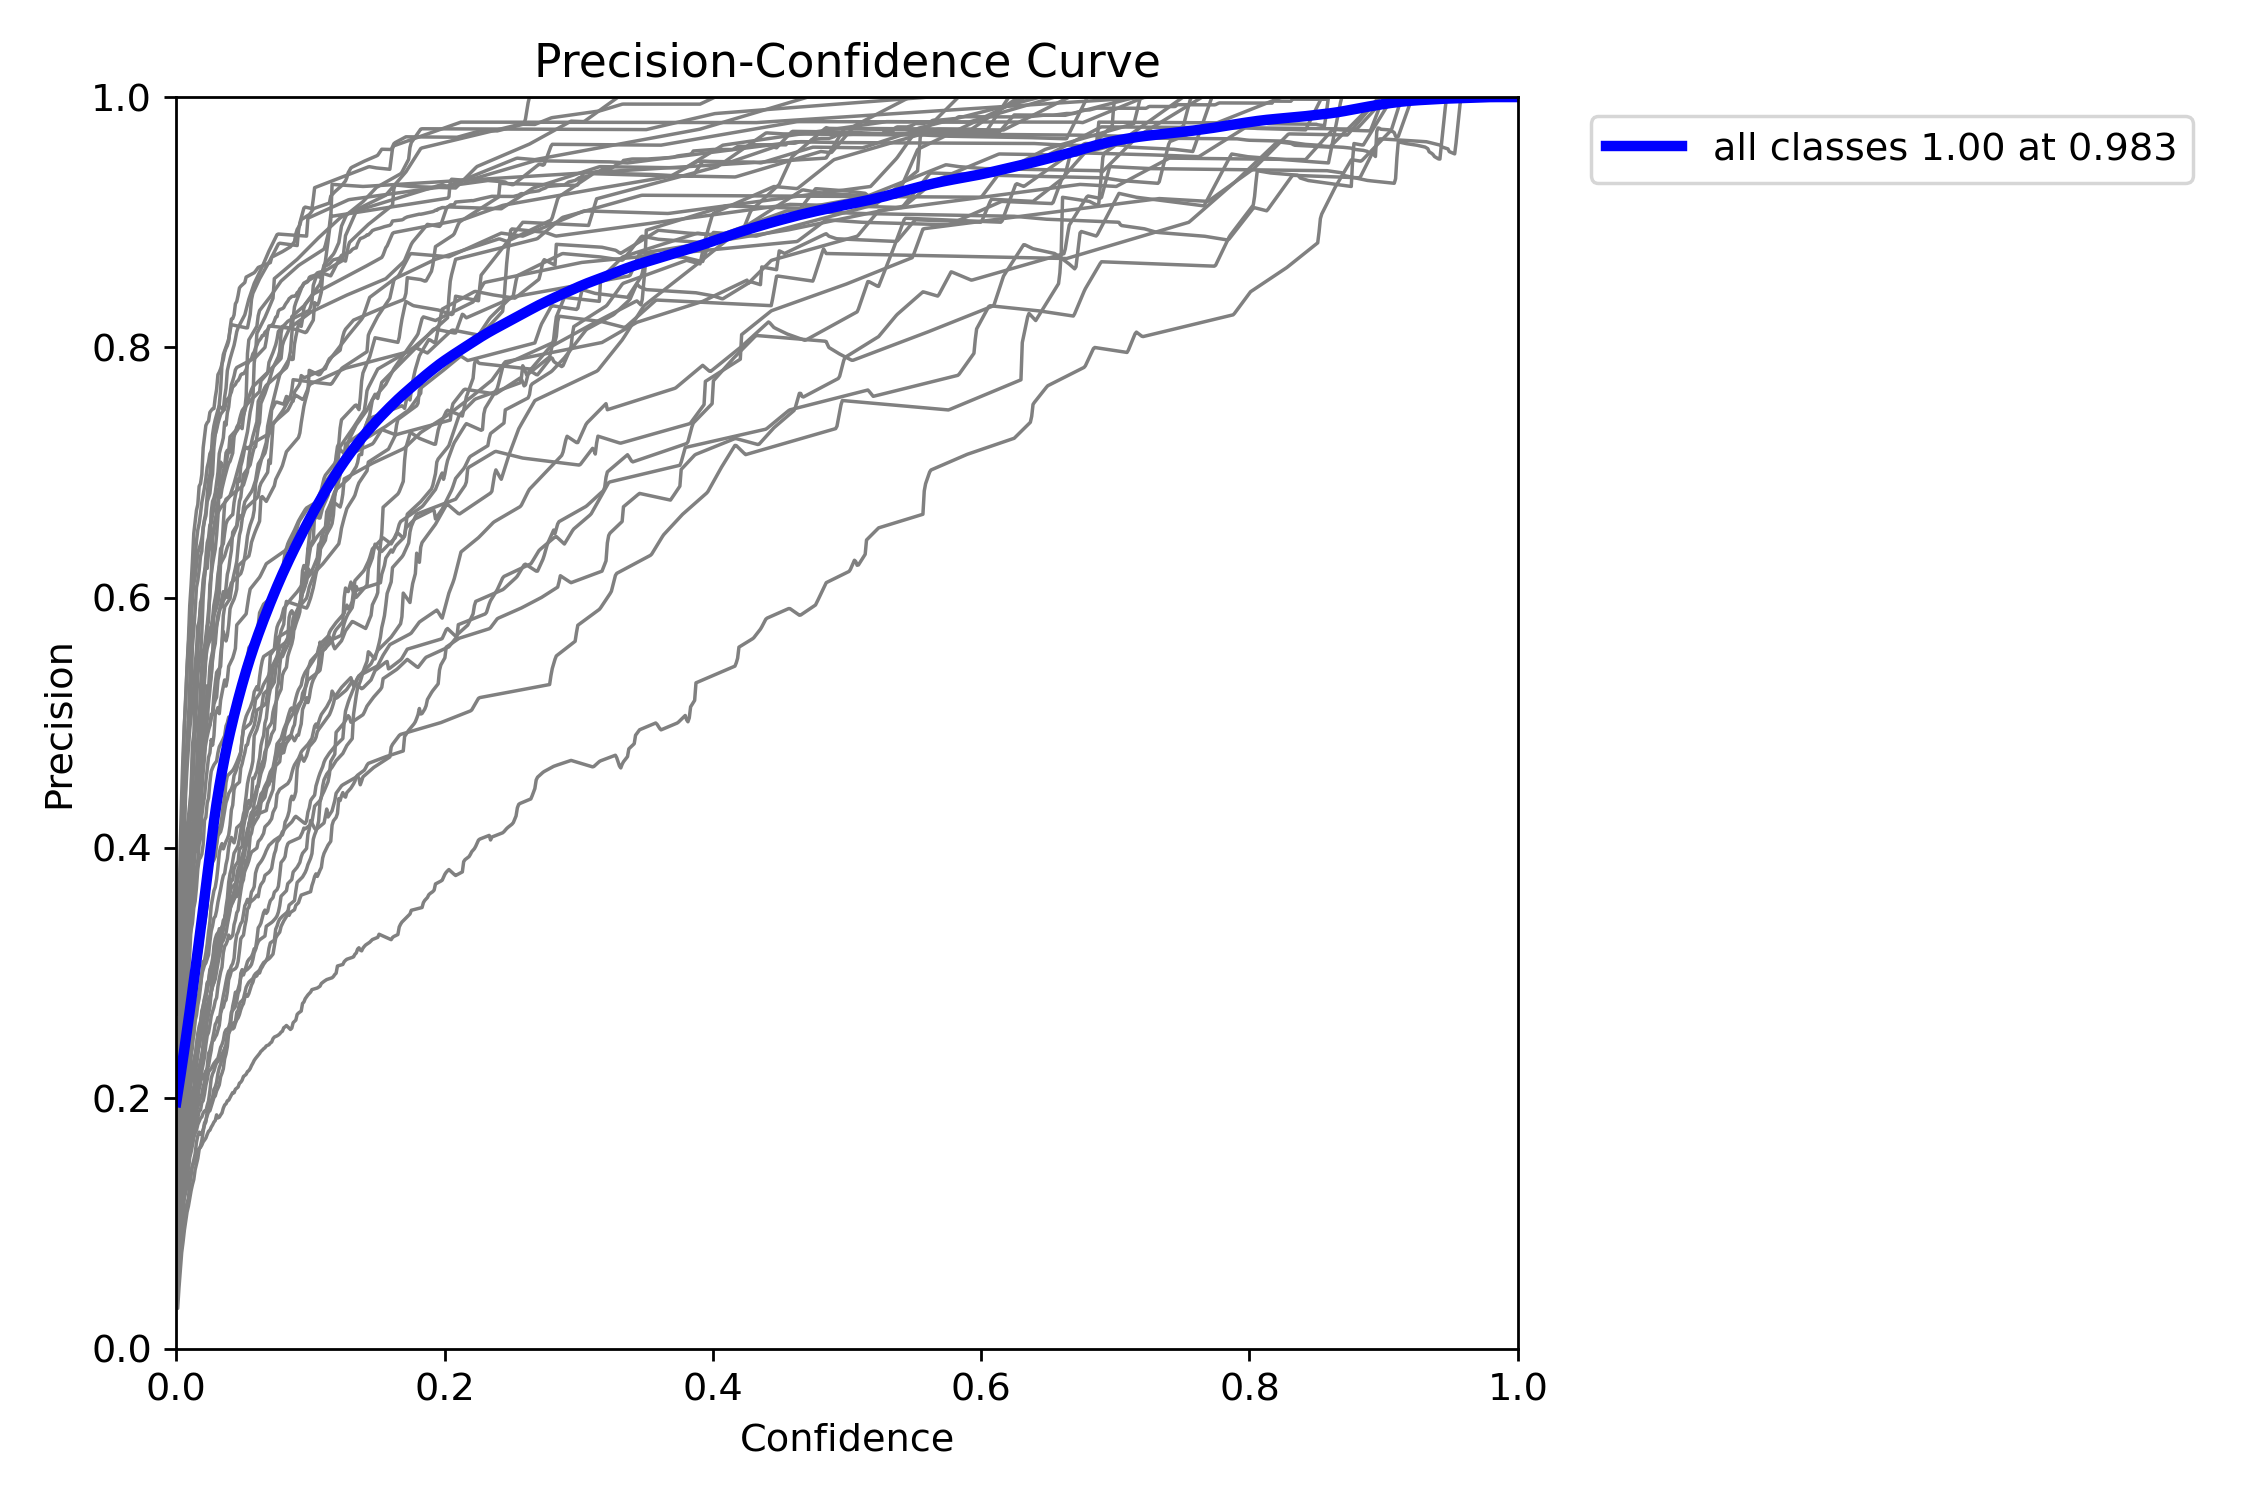 Precision-Confidence Curve
1.0
0.8
0.6
0.4
0.2
0.0
Precision
0.0 0.2 0.4 0.6 0.8 1.0
Confidence
all classes 1.00 at 0.983